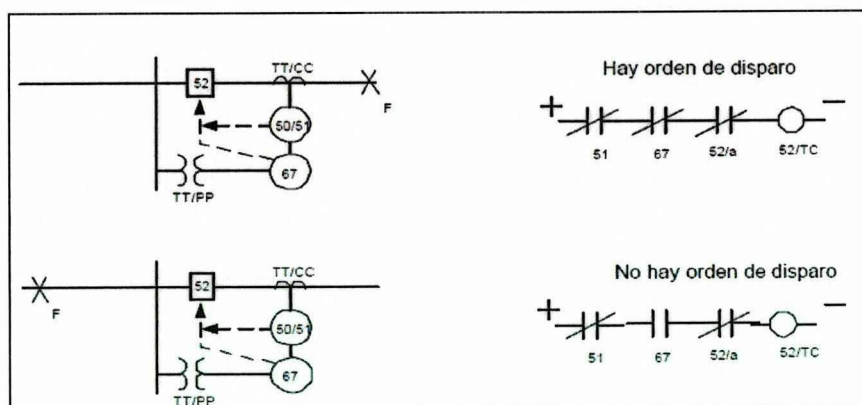 52
TT/CC
F
50/51
67
TT/PP
Hay orden de disparo
+
−
51
67
52/a
52/TC
52
TT/CC
F
50/51
67
TT/PP
No hay orden de disparo
+
−
51
67
52/a
52/TC